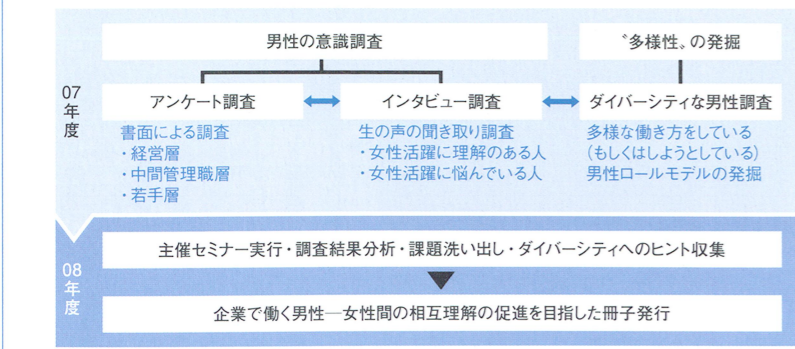 男性の意識調査
〝多様性〟の発掘
07
年
度
アンケート調査
インタビュー調査
ダイバーシティな男性調査
書面による調査
・経営層
・中間管理職層
・若手層
生の声の聞き取り調査
・女性活躍に理解のある人
・女性活躍に悩んでいる人
多様な働き方をしている
(もしくはしようとしている)
男性ロールモデルの発掘
08
年
度
主催セミナー実行・調査結果分析・課題洗い出し・ダイバーシティへのヒント収集
企業で働く男性―女性間の相互理解の促進を目指した冊子発行